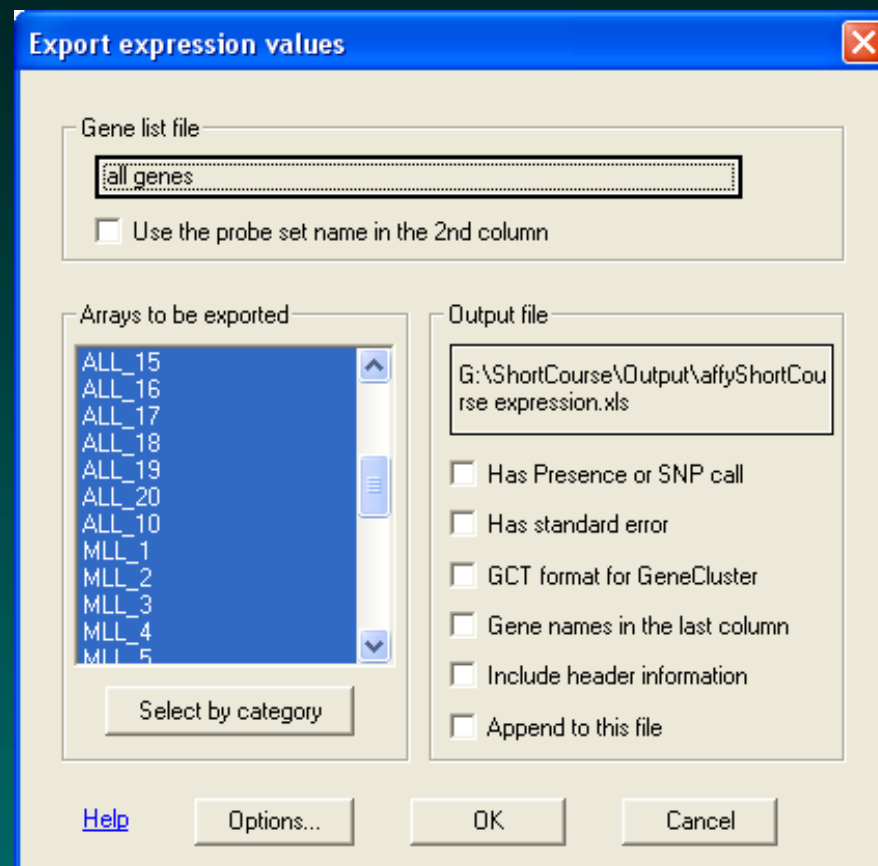 Export expression values
Gene list file
all genes
Use the probe set name in the 2nd column
Arrays to be exported
ALL_15
ALL_16
ALL_17
ALL_18
ALL_19
ALL_20
ALL_10
MLL_1
MLL_2
MLL_3
MLL_4
MLL_5
Select by category
Output file
G:\ShortCourse\Output\affyShortCou
rse expression.xls
Has Presence or SNP call
Has standard error
GCT format for GeneCluster
Gene names in the last column
Include header information
Append to this file
Help
Options...
OK
Cancel